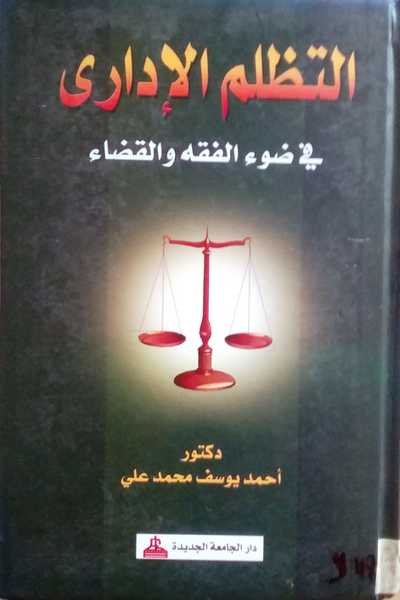 التظلم الإدارى
في ضوء الفقه والقضاء
دكتور
أحمد يوسف محمد علي
دار الجامعة الجديدة